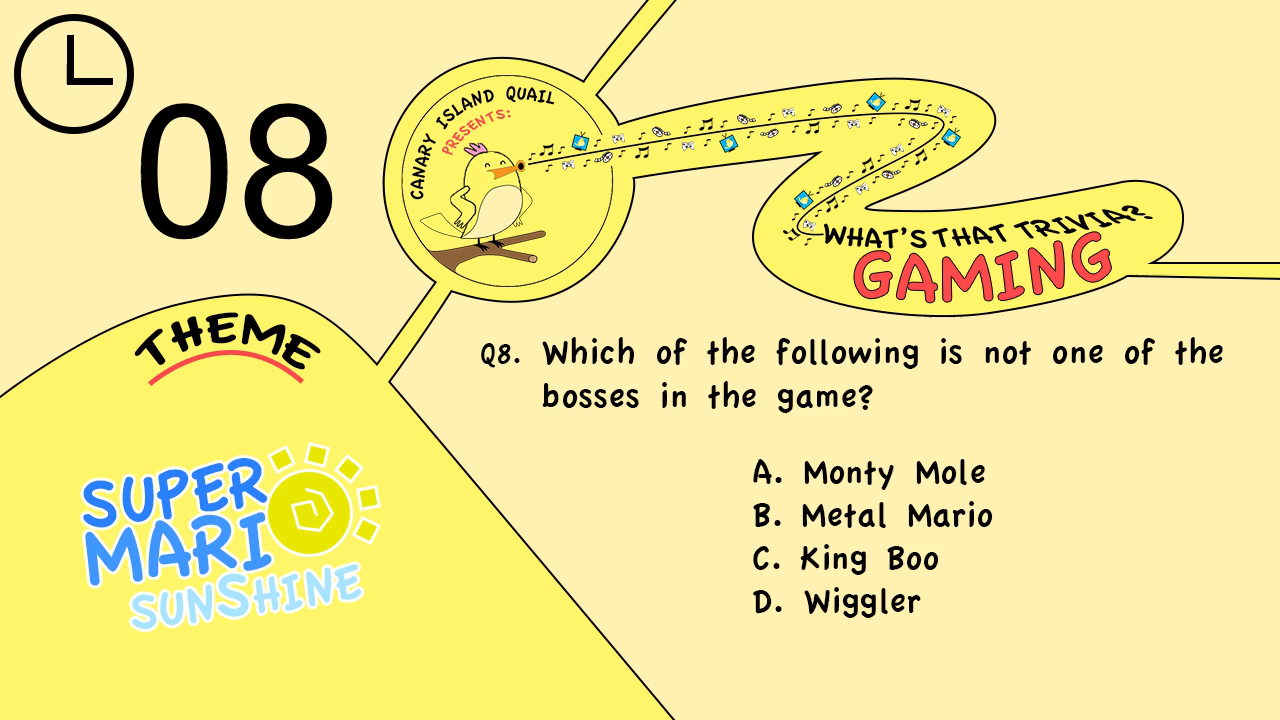 08
CANARY ISLAND QUAIL
PRESENTS:
WHAT'S THAT TRIVIA?
GAMING
THEME
SUPER
MARIO
SUNSHINE
Q8. Which of the following is not one of the
bosses in the game?
A. Monty Mole
B. Metal Mario
C. King Boo
D. Wiggler